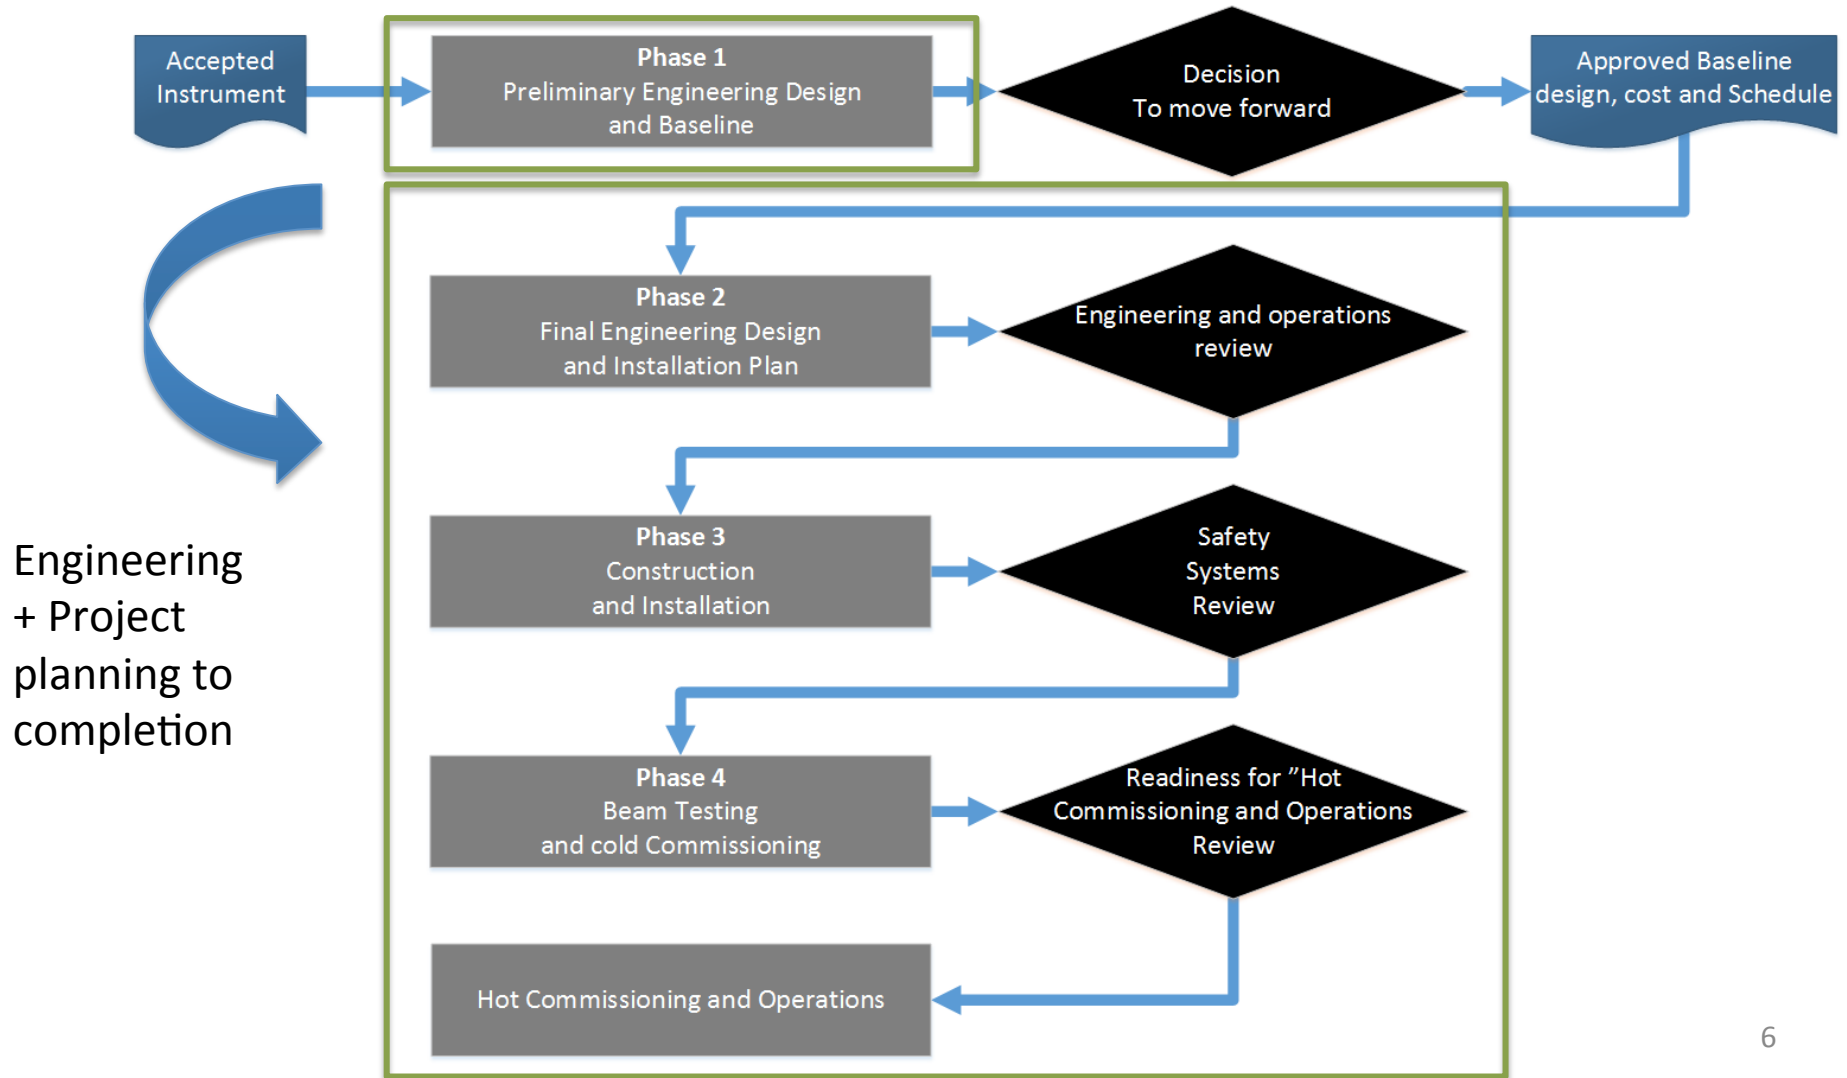 Accepted
Instrument
Phase 1
Preliminary Engineering Design
and Baseline
Decision
To move forward
Approved Baseline
design, cost and Schedule
Phase 2
Final Engineering Design
and Installation Plan
Engineering and operations
review
Engineering
+ Project
planning to
completion
Phase 3
Construction
and Installation
Safety
Systems
Review
Phase 4
Beam Testing
and cold Commissioning
Readiness for ”Hot
Commissioning and Operations
Review
Hot Commissioning and Operations
6